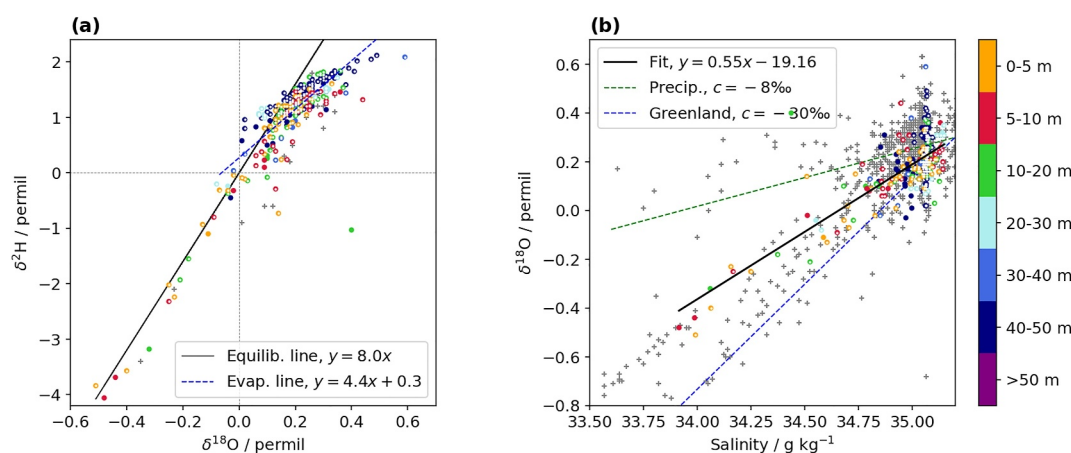 (a)
(b)
2
1
0
−1
−2
−3
−4
δ²H / permil
Equilib. line, y = 8.0x
Evap. line, y = 4.4x + 0.3
−0.6 −0.4 −0.2 0.0 0.2 0.4 0.6
δ¹⁸O / permil
0.6
0.4
0.2
0.0
−0.2
−0.4
−0.6
−0.8
δ¹⁸O / permil
Fit, y = 0.55x − 19.16
Precip., c = − 8‰
Greenland, c = − 30‰
33.50 33.75 34.00 34.25 34.50 34.75 35.00
Salinity / g kg⁻¹
0-5 m
5-10 m
10-20 m
20-30 m
30-40 m
40-50 m
>50 m